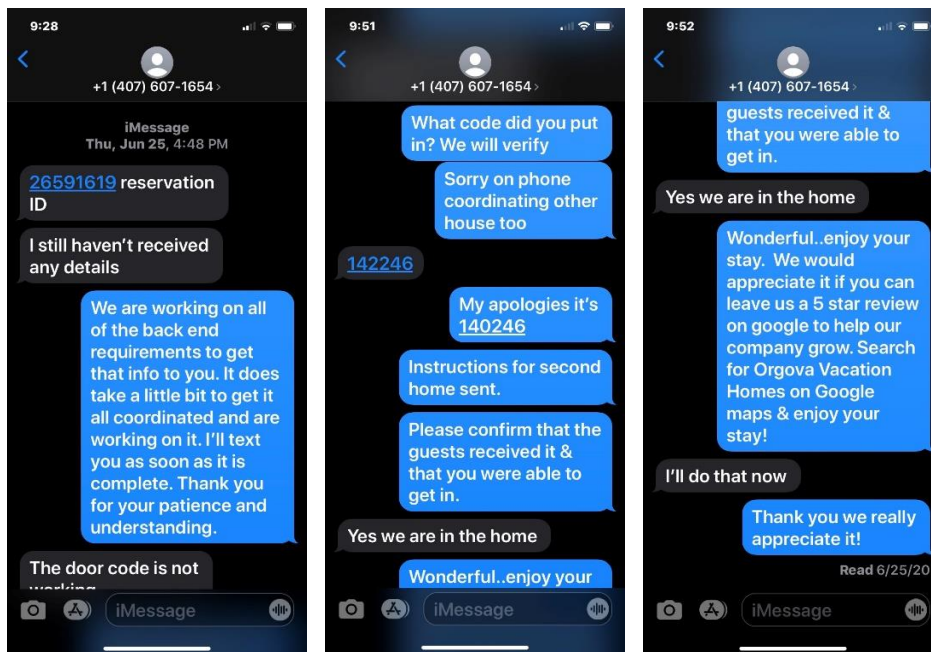 9:28
+1 (407) 607-1654 >
iMessage
Thu, Jun 25, 4:48 PM
26591619 reservation
ID
I still haven't received
any details
We are working on all
of the back end
requirements to get
that info to you. It does
take a little bit to get it
all coordinated and are
working on it. I'll text
you as soon as it is
complete. Thank you
for your patience and
understanding.
The door code is not
working
iMessage
9:51
+1 (407) 607-1654 >
What code did you put
in? We will verify
Sorry on phone
coordinating other
house too
142246
My apologies it's
140246
Instructions for second
home sent.
Please confirm that the
guests received it &
that you were able to
get in.
Yes we are in the home
Wonderful..enjoy your
iMessage
9:52
+1 (407) 607-1654 >
guests received it &
that you were able to
get in.
Yes we are in the home
Wonderful..enjoy your
stay. We would
appreciate it if you can
leave us a 5 star review
on google to help our
company grow. Search
for Orgova Vacation
Homes on Google
maps & enjoy your
stay!
I'll do that now
Thank you we really
appreciate it!
Read 6/25/20
iMessage